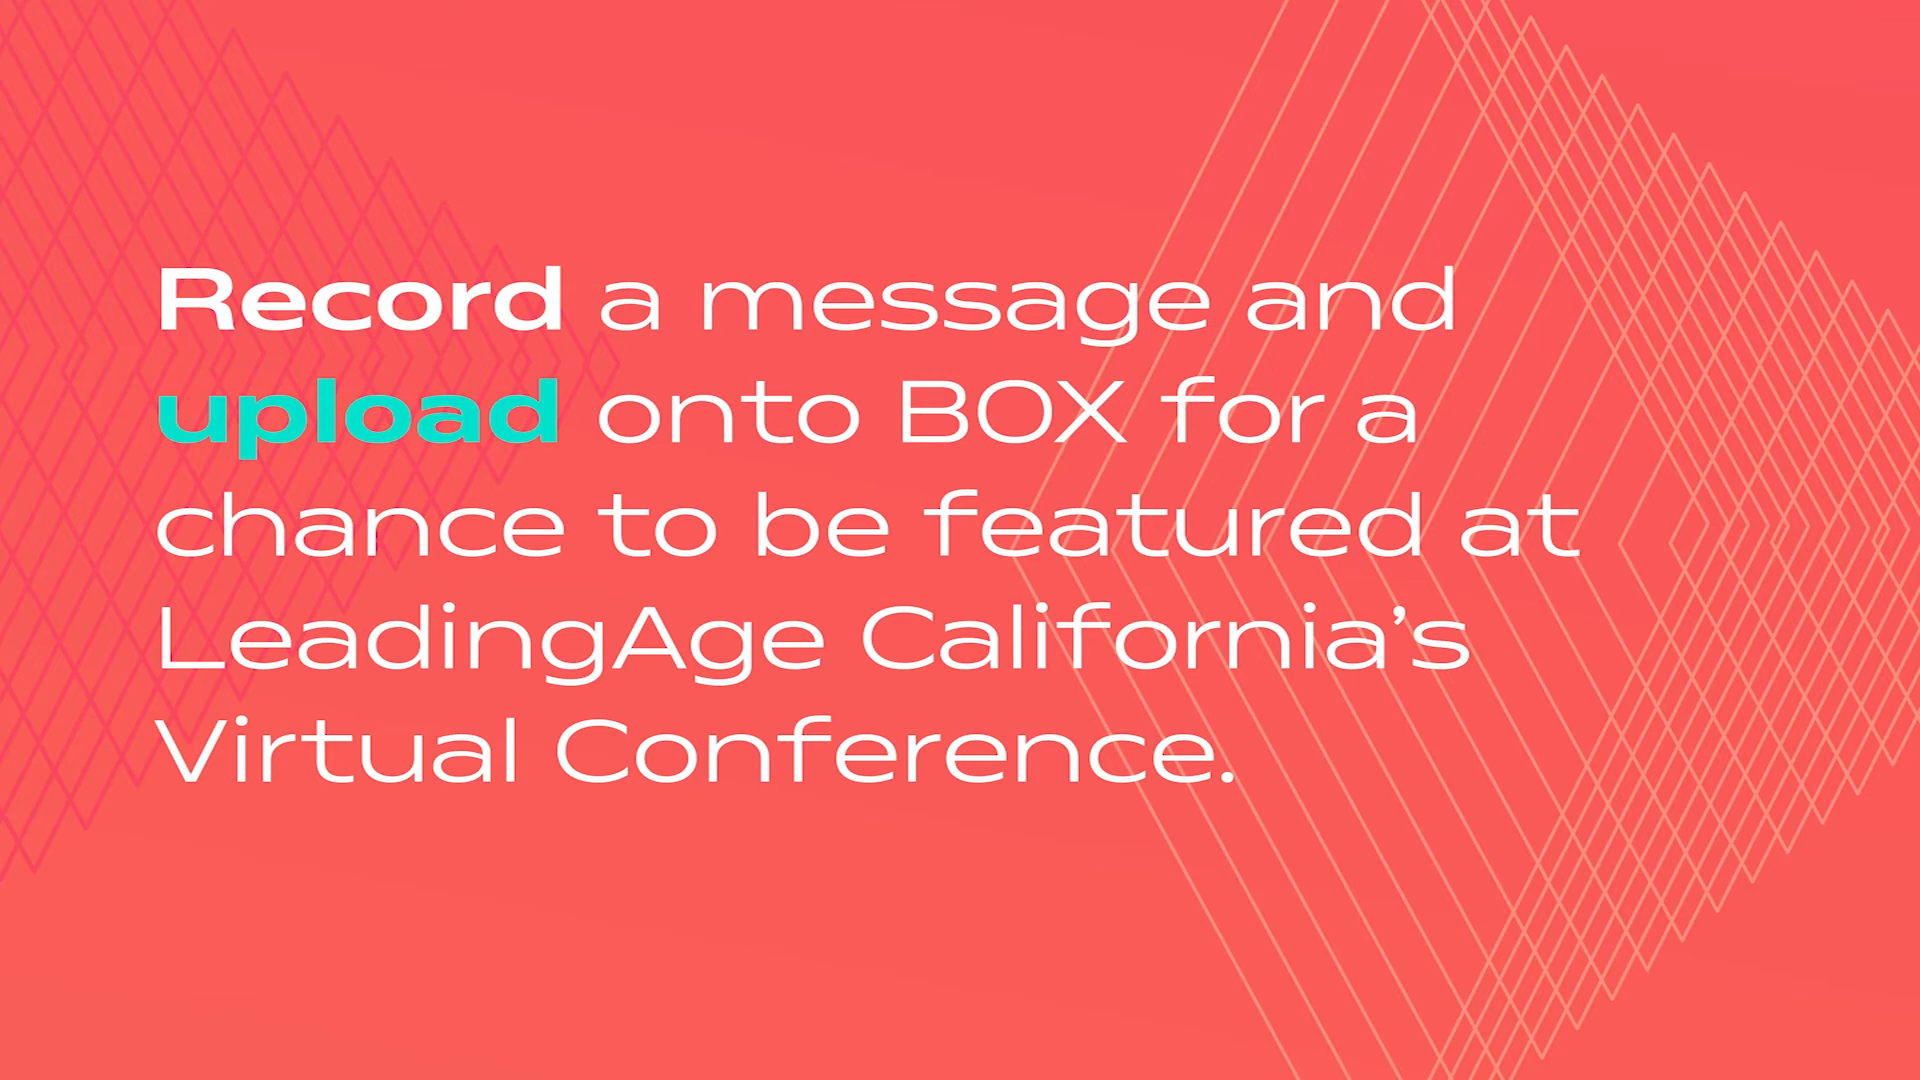 Record a message and
upload onto BOX for a
chance to be featured at
LeadingAge California’s
Virtual Conference.